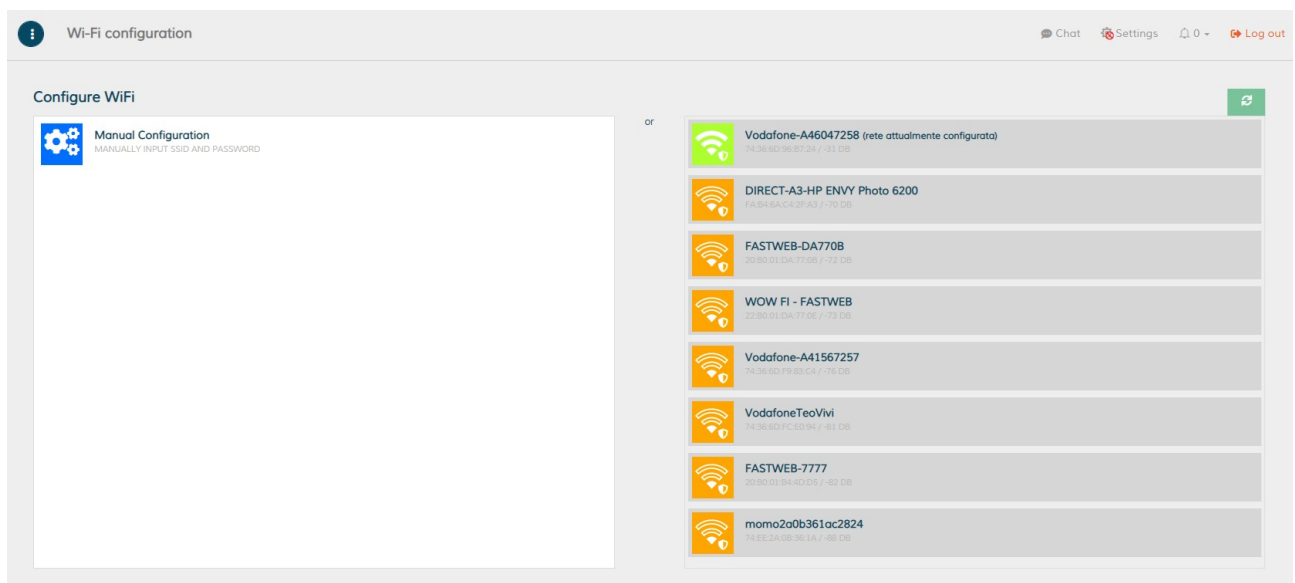 Wi-Fi configuration
Chat
Settings
0
Log out
Configure WiFi
Manual Configuration
MANUALLY INPUT SSID AND PASSWORD
or
Vodafone-A46047258 (rete attualmente configurata)
74:36:6D:96:B7:24 / -31 DB
DIRECT-A3-HP ENVY Photo 6200
FA:B4:6A:C4:2F:A3 / -70 DB
FASTWEB-DA770B
20:B0:01:DA:77:0B / -72 DB
WOW FI - FASTWEB
22:B0:01:DA:77:0E / -73 DB
Vodafone-A41567257
74:36:6D:F9:83:C4 / -76 DB
VodafoneTeoVivi
74:36:6D:FC:E0:94 / -81 DB
FASTWEB-7777
20:B0:01:84:4D:D5 / -82 DB
momo2a0b361ac2824
74:EE:2A:0B:36:1A / -88 DB